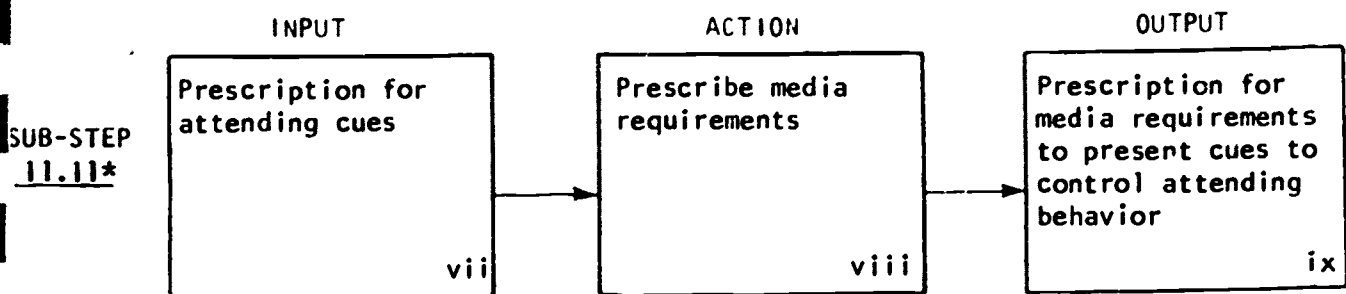 INPUT ACTION OUTPUT
Prescription for
attending cues
vii
Prescribe media
requirements
viii
Prescription for
media requirements
to present cues to
control attending
behavior
ix
SUB-STEP
11.11*